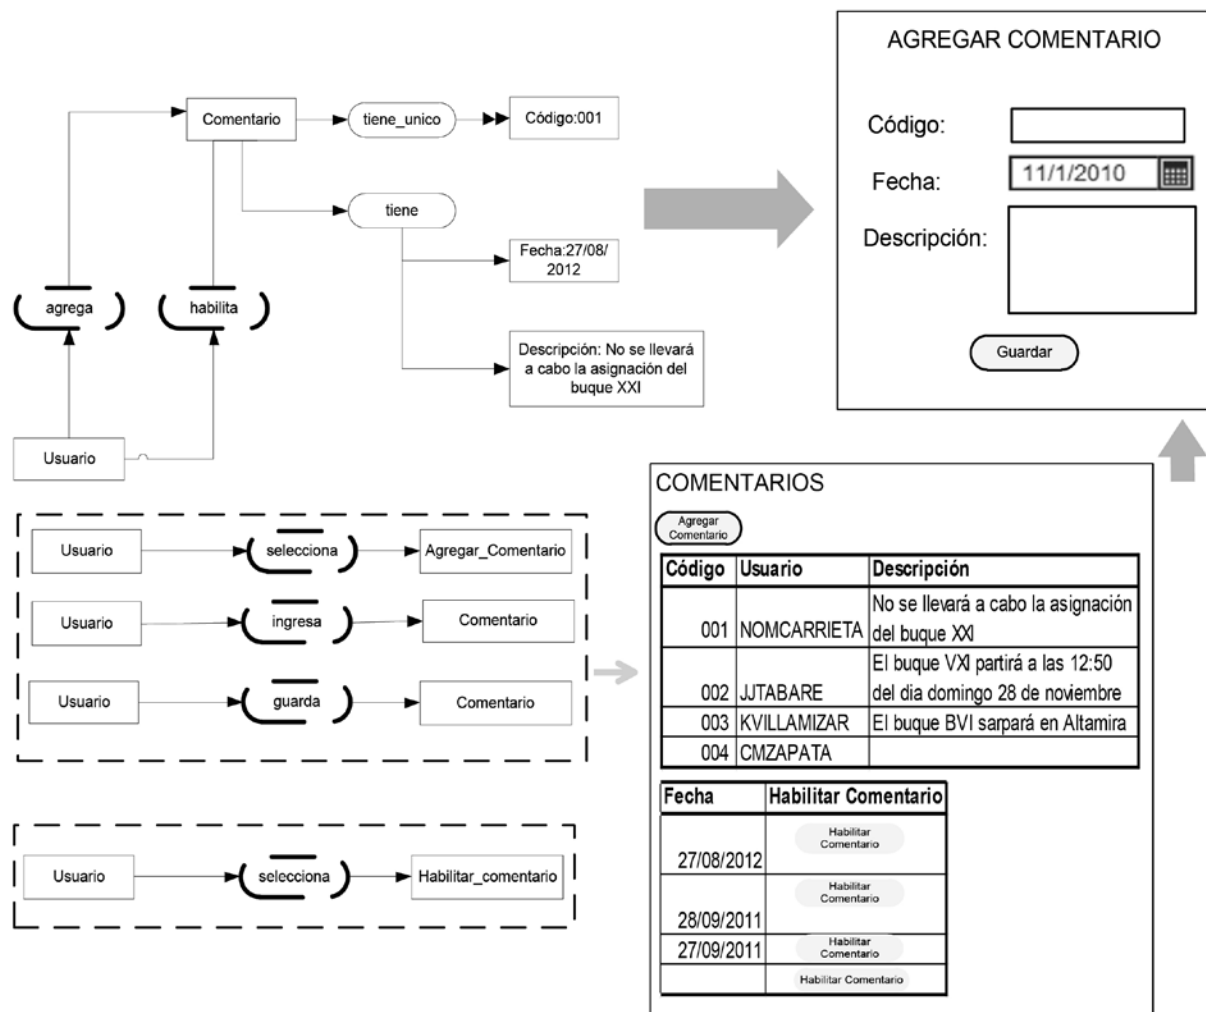 AGREGAR COMENTARIO
Código:
Fecha:
11/1/2010
Descripción:
Guardar
Comentario
tiene_unico
Código:001
tiene
Fecha:27/08/
2012
agrega
habilita
Descripción: No se llevará
a cabo la asignación del
buque XXI
Usuario
Usuario
selecciona
Agregar_Comentario
Usuario
ingresa
Comentario
Usuario
guarda
Comentario
Usuario
selecciona
Habilitar_comentario
COMENTARIOS
Agregar
Comentario
Código Usuario Descripción
No se llevará a cabo la asignación
001 NOMCARRIETA del buque XXI
El buque VXI partirá a las 12:50
002 JJTABARE del dia domingo 28 de noviembre
003 KVILLAMIZAR El buque BVI sarpará en Altamira
004 CMZAPATA
Fecha Habilitar Comentario
Habilitar
Comentario
27/08/2012
Habilitar
Comentario
28/09/2011
27/09/2011 Habilitar
Comentario
Habilitar Comentario